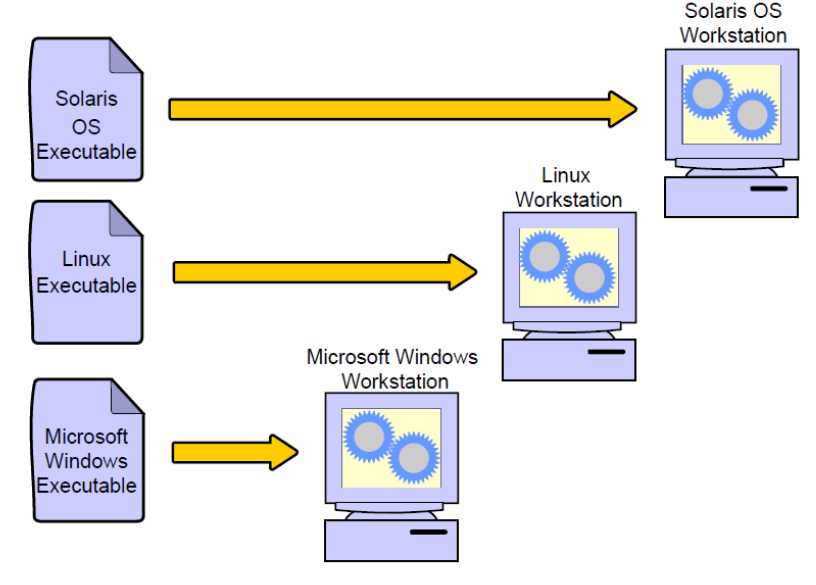 Solaris OS
Workstation
Solaris
OS
Executable
Linux
Workstation
Linux
Executable
Microsoft Windows
Workstation
Microsoft
Windows
Executable